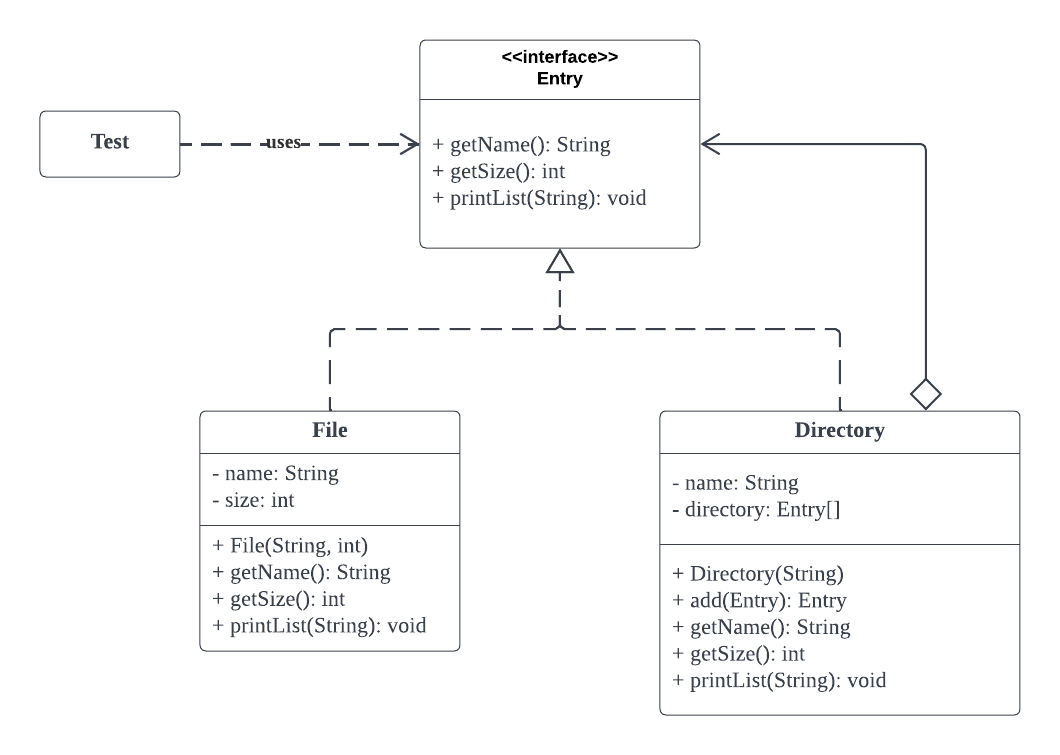 <<interface>>
Entry
+ getName(): String
+ getSize(): int
+ printList(String): void
Test
uses
File
- name: String
- size: int
+ File(String, int)
+ getName(): String
+ getSize(): int
+ printList(String): void
Directory
- name: String
- directory: Entry[]
+ Directory(String)
+ add(Entry): Entry
+ getName(): String
+ getSize(): int
+ printList(String): void